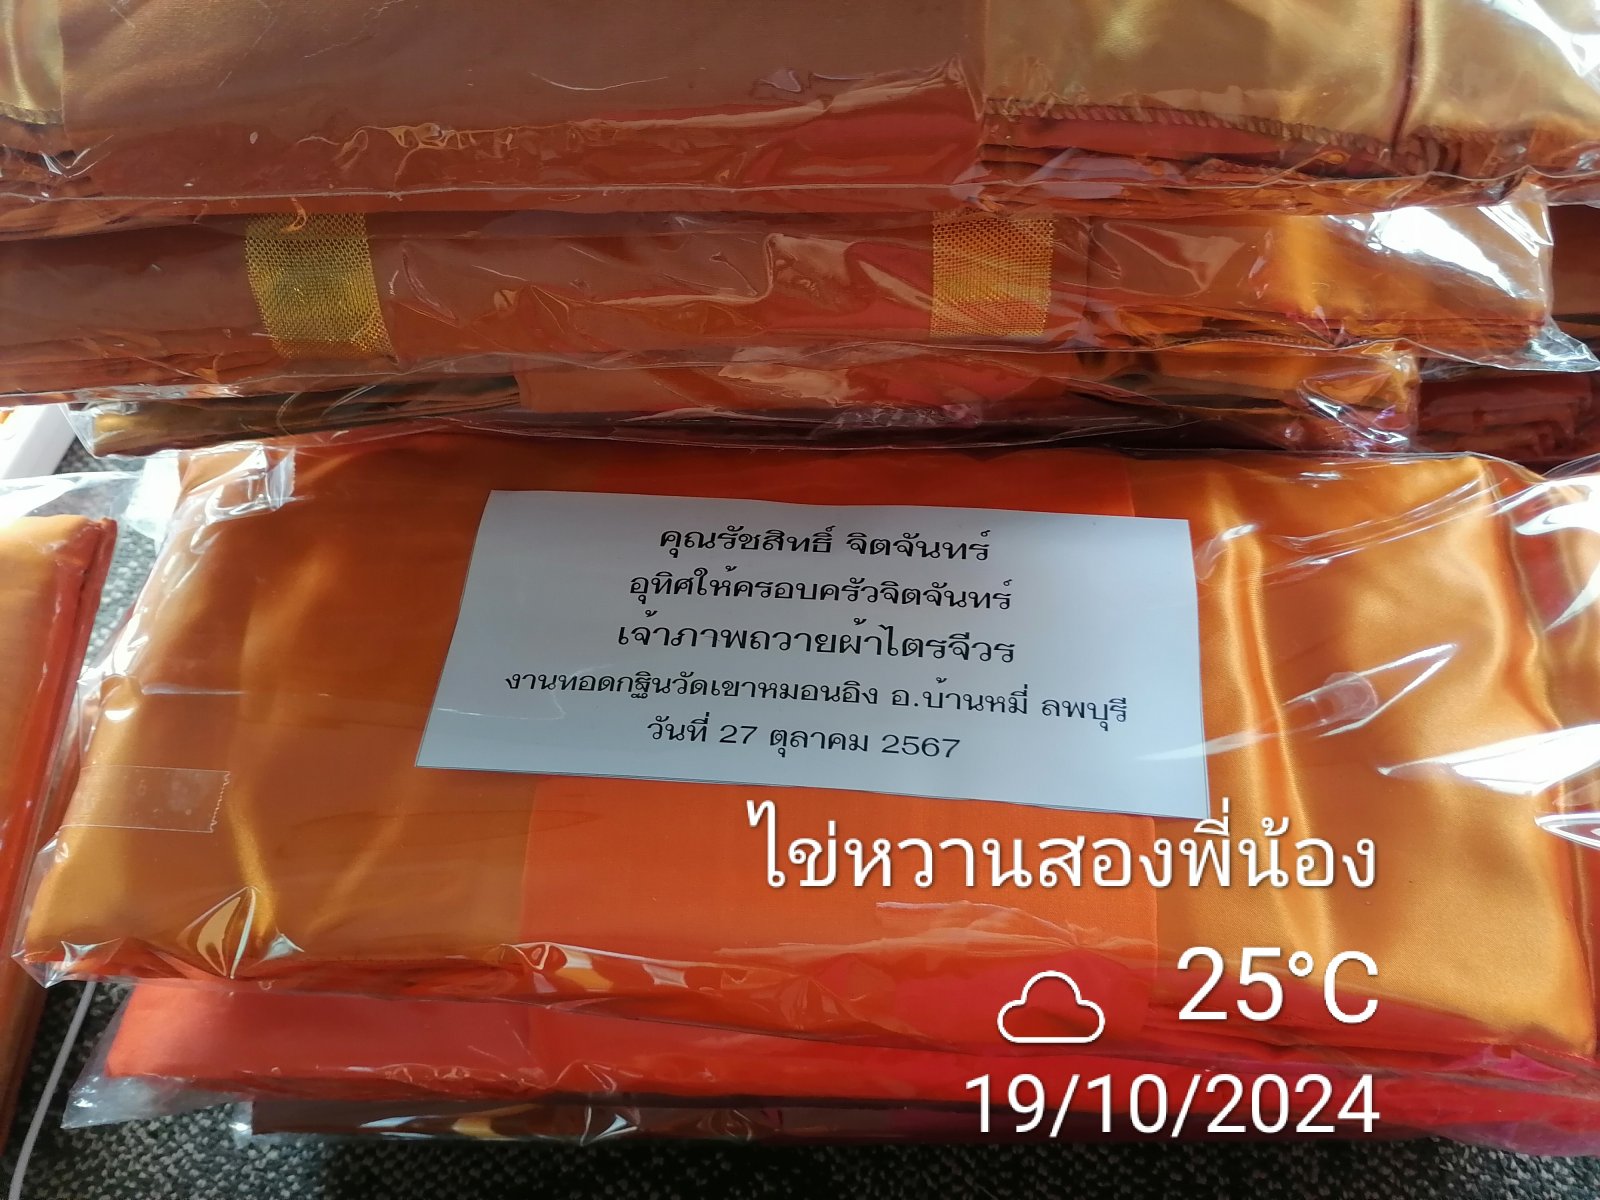 คุณรัชสิทธิ์ จิตจันทร์
อุทิศให้ครอบครัวจิตจันทร์
เจ้าภาพถวายผ้าไตรจีวร
งานทอดกฐินวัดเขาหมอนอิง อ.บ้านหมี่ ลพบุรี
วันที่ 27 ตุลาคม 2567
ไข่หวานสองพี่น้อง
25°C
19/10/2024